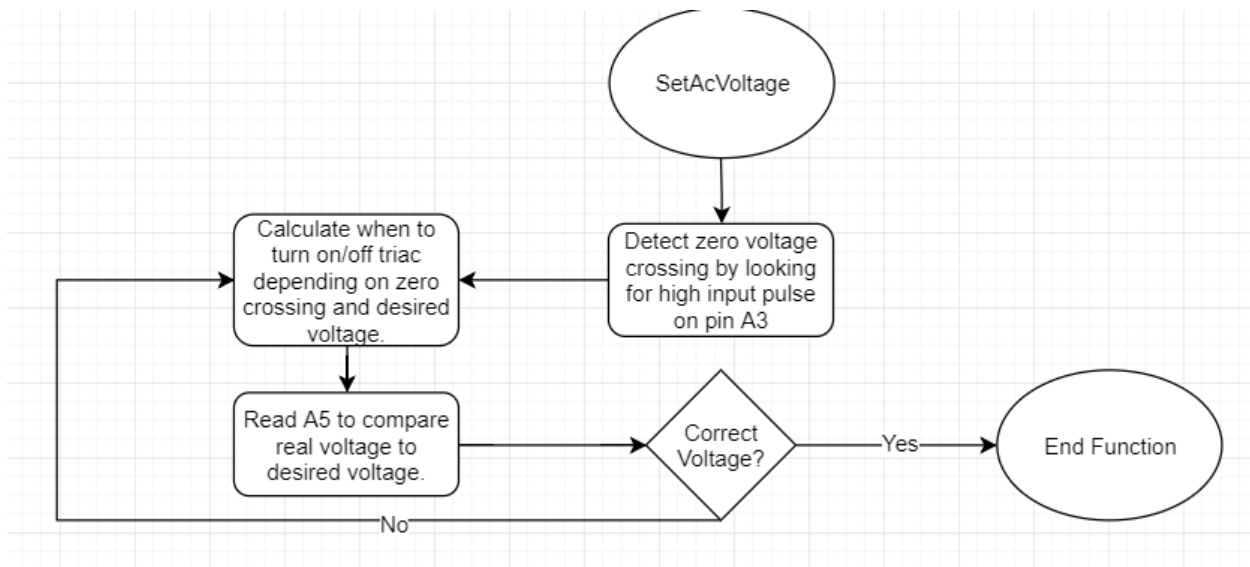 SetAcVoltage
Detect zero voltage
crossing by looking
for high input pulse
on pin A3
Calculate when to
turn on/off triac
depending on zero
crossing and desired
voltage.
Read A5 to compare
real voltage to
desired voltage.
Correct
Voltage?
Yes
End Function
No